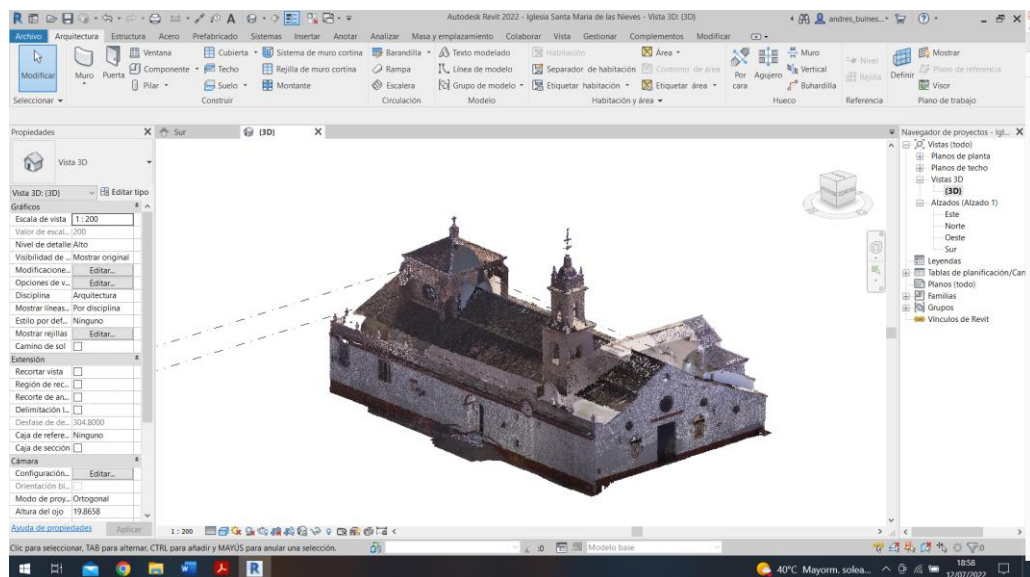 Autodesk Revit 2022 - Iglesia Santa Maria de las Nieves - Vista 3D: {3D}
andres_bulnes...
Archivo Arquitectura Estructura Acero Prefabricado Sistemas Insertar Anotar Analizar Masa y emplazamiento Colaborar Vista Gestionar Complementos Modificar
Modificar
Muro
Puerta
Ventana
Componente
Pilar
Cubierta
Techo
Suelo
Sistema de muro cortina
Rejilla de muro cortina
Montante
Barandilla
Rampa
Escalera
Texto modelado
Línea de modelo
Grupo de modelo
Habitación
Separador de habitación
Etiquetar habitación
Área
Contorno de área
Etiquetar área
Por cara
Agujero
Muro
Vertical
Buhardilla
Nivel
Rejilla
Definir
Mostrar
Plano de referencia
Visor
Seleccionar Construir Circulación Modelo Habitación y área Hueco Referencia Plano de trabajo
Propiedades
Sur
{3D}
Navegador de proyectos - Igl...
Vista 3D
Vista 3D: {3D}
Editar tipo
Gráficos
Escala de vista 1 : 200
Valor de escal... 200
Nivel de detalle Alto
Visibilidad de ... Mostrar original
Modificacione... Editar...
Opciones de v... Editar...
Disciplina Arquitectura
Mostrar líneas... Por disciplina
Estilo por def... Ninguno
Mostrar rejillas Editar...
Camino de sol
Extensión
Recortar vista
Región de rec...
Recorte de an...
Delimitación l...
Desfase de de... 304.8000
Caja de refere... Ninguno
Caja de sección
Cámara
Configuración... Editar...
Orientación bl...
Modo de proy... Ortogonal
Altura del ojo 19.8658
Ayuda de propiedades Aplicar
Vistas (todo)
Planos de planta
Planos de techo
Vistas 3D
{3D}
Alzados (Alzado 1)
Este
Norte
Oeste
Sur
Leyendas
Tablas de planificación/Can
Planos (todo)
Familias
Grupos
Vínculos de Revit
1 : 200
Clic para seleccionar, TAB para alternar, CTRL para añadir y MAYÚS para anular una selección.
:0
Modelo base
:0
40°C Mayorm. solea...
18:58
12/07/2022